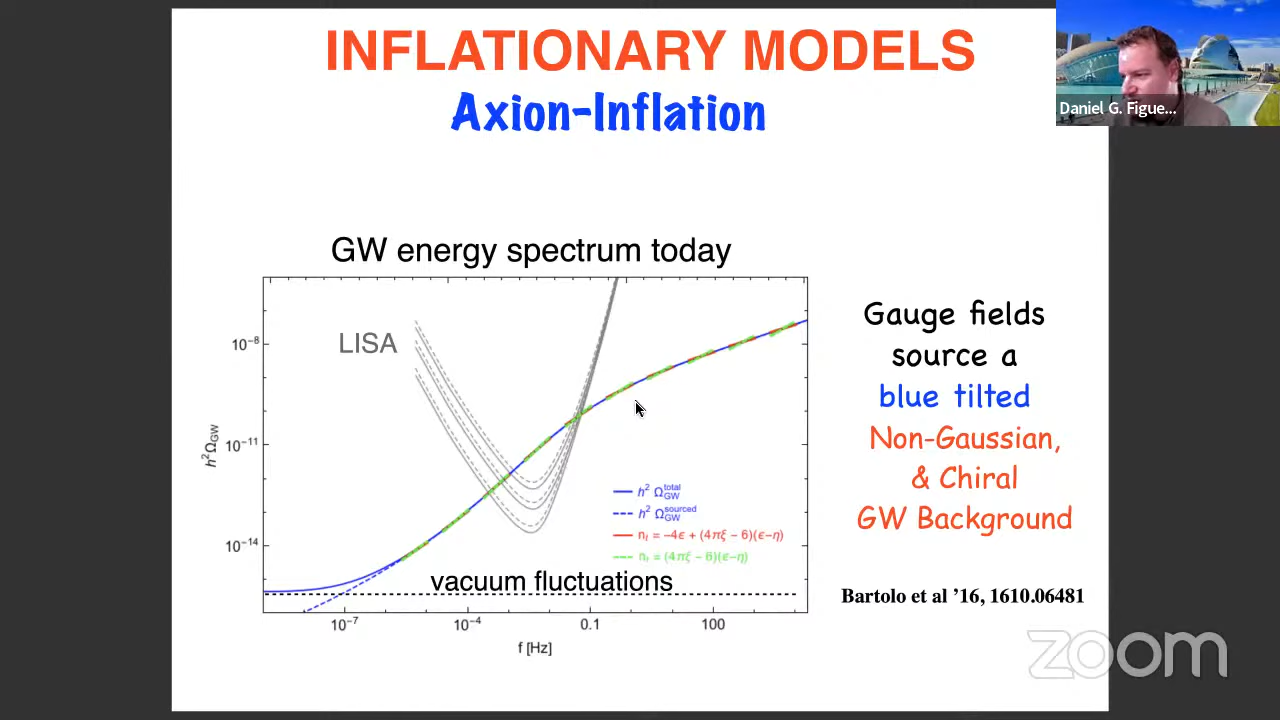 INFLATIONARY MODELS
Axion-Inflation
Daniel G. Figue...
GW energy spectrum today
LISA
10⁻⁸
10⁻¹¹
10⁻¹⁴
h² Ω_GW
h² Ω_GW^total
h² Ω_GW^sourced
n_t = −4ϵ + (4πξ − 6)(ϵ−η)
n_t = (4πξ − 6)(ϵ−η)
vacuum fluctuations
10⁻⁷ 10⁻⁴ 0.1 100
f [Hz]
Gauge fields
source a
blue tilted
Non-Gaussian,
& Chiral
GW Background
Bartolo et al ’16, 1610.06481
zoom